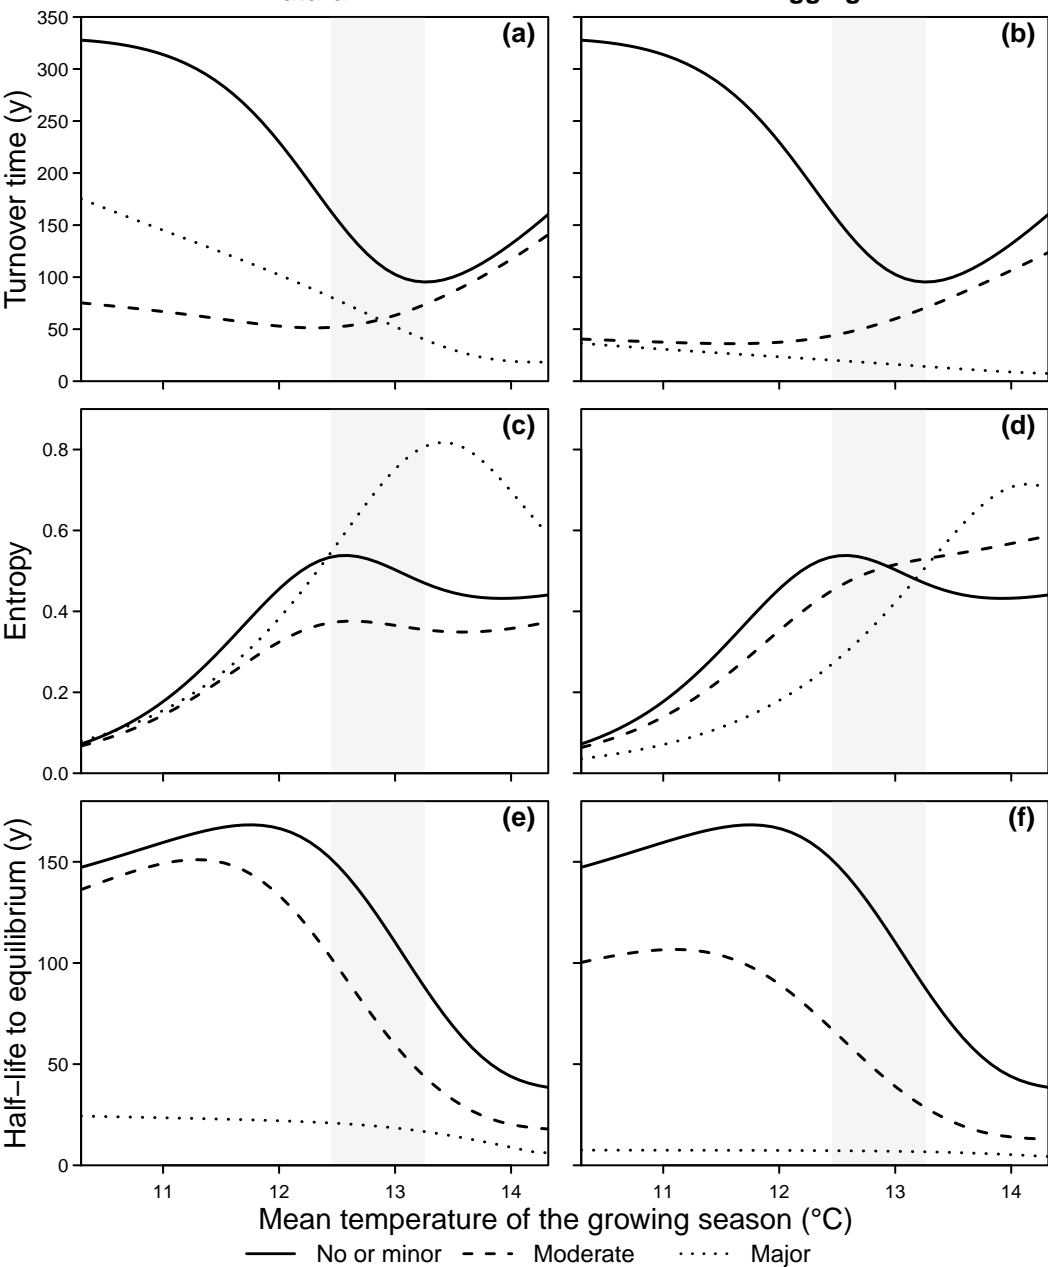 (a) (b)
Turnover time (y)
350
300
250
200
150
100
50
0
(c) (d)
Entropy
0.8
0.6
0.4
0.2
0.0
(e) (f)
Half−life to equilibrium (y)
150
100
50
0
11 12 13 14 11 12 13 14
Mean temperature of the growing season (°C)
No or minor Moderate Major